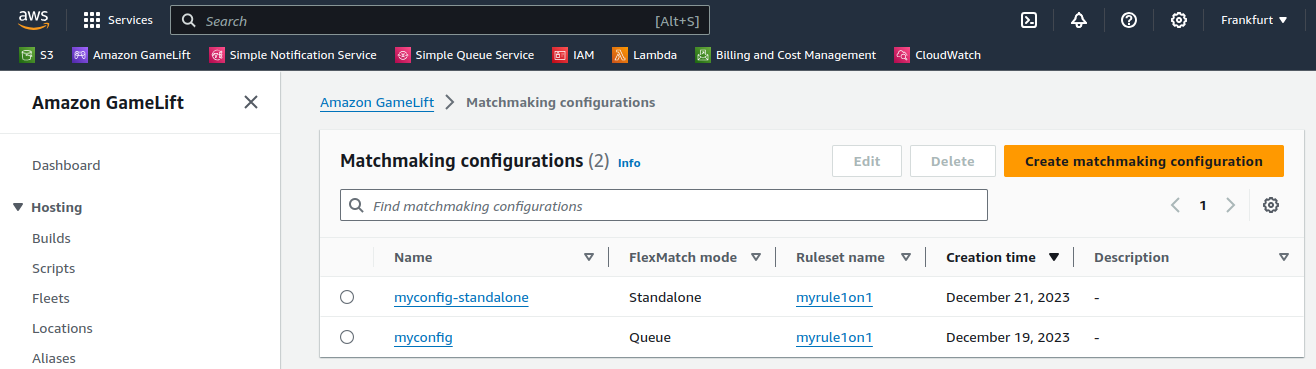 aws Services Search [Alt+S] Frankfurt
S3 Amazon GameLift Simple Notification Service Simple Queue Service IAM Lambda Billing and Cost Management CloudWatch
Amazon GameLift
Dashboard
Hosting
Builds
Scripts
Fleets
Locations
Aliases
Amazon GameLift Matchmaking configurations
Matchmaking configurations (2) Info Edit Delete Create matchmaking configuration
Find matchmaking configurations 1
Name FlexMatch mode Ruleset name Creation time Description
myconfig-standalone Standalone myrule1on1 December 21, 2023 -
myconfig Queue myrule1on1 December 19, 2023 -